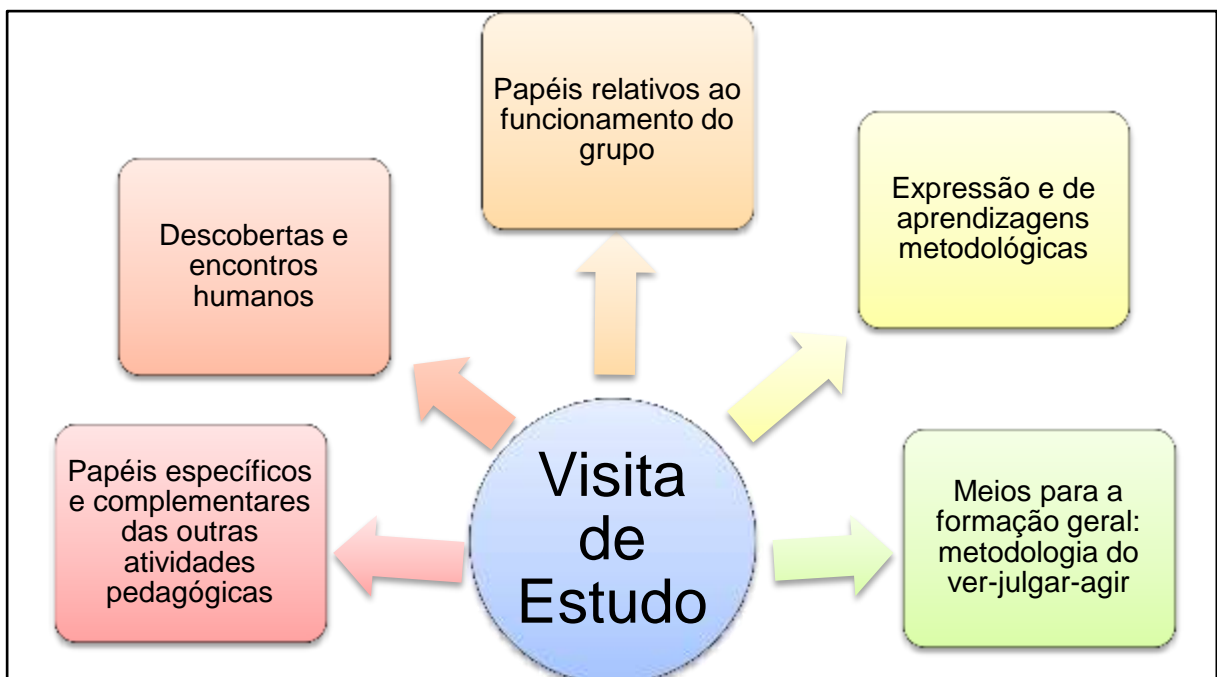 Papéis relativos ao
funcionamento do
grupo
Descobertas e
encontros
humanos
Expressão e de
aprendizagens
metodológicas
Papéis específicos
e complementares
das outras
atividades
pedagógicas
Visita
de
Estudo
Meios para a
formação geral:
metodologia do
ver-julgar-agir